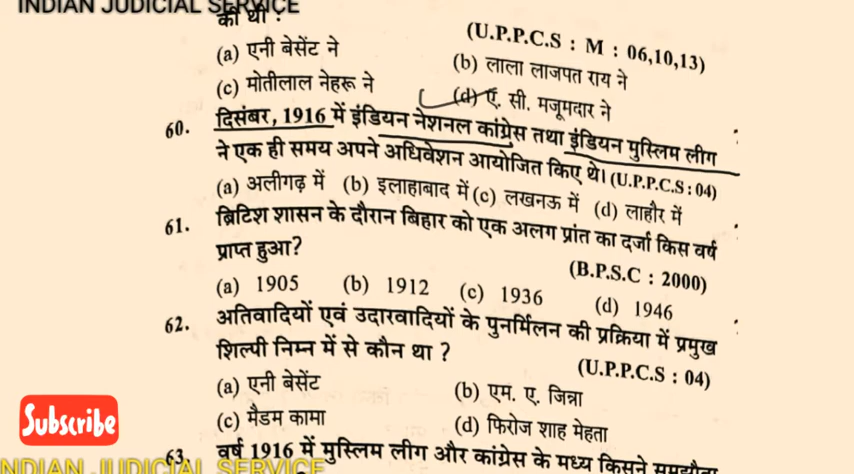 INDIAN JUDICIAL SERVICE
की थी ?
(U.P.P.C.S : M : 06,10,13)
(a) एनी बेसेंट ने (b) लाला लाजपत राय ने
(c) मोतीलाल नेहरू ने (d) ए. सी. मजूमदार ने
60. दिसंबर, 1916 में इंडियन नेशनल कांग्रेस तथा इंडियन मुस्लिम लीग
ने एक ही समय अपने अधिवेशन आयोजित किए थे। (U.P.P.C.S : 04)
(a) अलीगढ़ में (b) इलाहाबाद में (c) लखनऊ में (d) लाहौर में
61. ब्रिटिश शासन के दौरान बिहार को एक अलग प्रांत का दर्जा किस वर्ष
प्राप्त हुआ?
(B.P.S.C : 2000)
(a) 1905 (b) 1912 (c) 1936 (d) 1946
62. अतिवादियों एवं उदारवादियों के पुनर्मिलन की प्रक्रिया में प्रमुख
शिल्पी निम्न में से कौन था ?
(U.P.P.C.S : 04)
(a) एनी बेसेंट (b) एम. ए. जिन्ना
(c) मैडम कामा (d) फिरोज शाह मेहता
63. वर्ष 1916 में मुस्लिम लीग और कांग्रेस के मध्य किसने समझौता
Subscribe
INDIAN JUDICIAL SERVICE